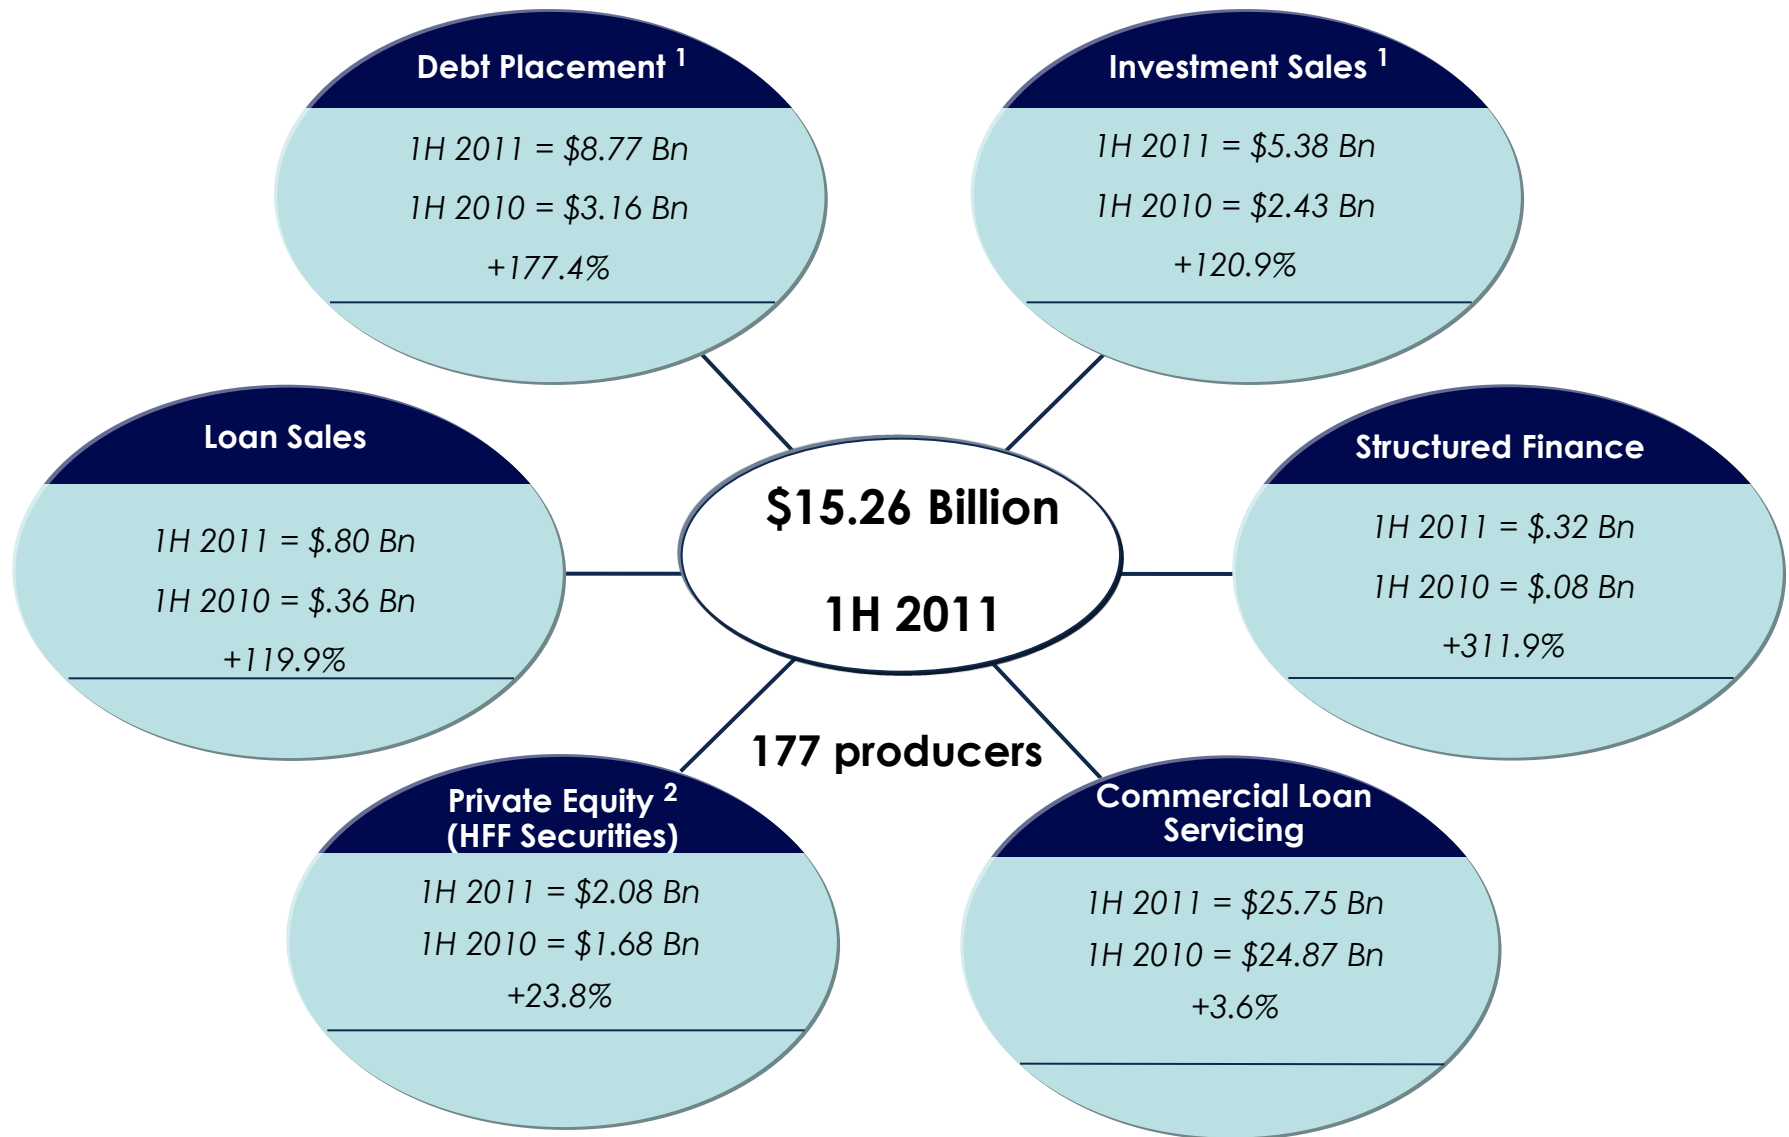 Debt Placement 1
1H 2011 = $8.77 Bn
1H 2010 = $3.16 Bn
+177.4%
Investment Sales 1
1H 2011 = $5.38 Bn
1H 2010 = $2.43 Bn
+120.9%
Loan Sales
1H 2011 = $.80 Bn
1H 2010 = $.36 Bn
+119.9%
$15.26 Billion
1H 2011
Structured Finance
1H 2011 = $.32 Bn
1H 2010 = $.08 Bn
+311.9%
177 producers
Private Equity 2
(HFF Securities)
1H 2011 = $2.08 Bn
1H 2010 = $1.68 Bn
+23.8%
Commercial Loan
Servicing
1H 2011 = $25.75 Bn
1H 2010 = $24.87 Bn
+3.6%